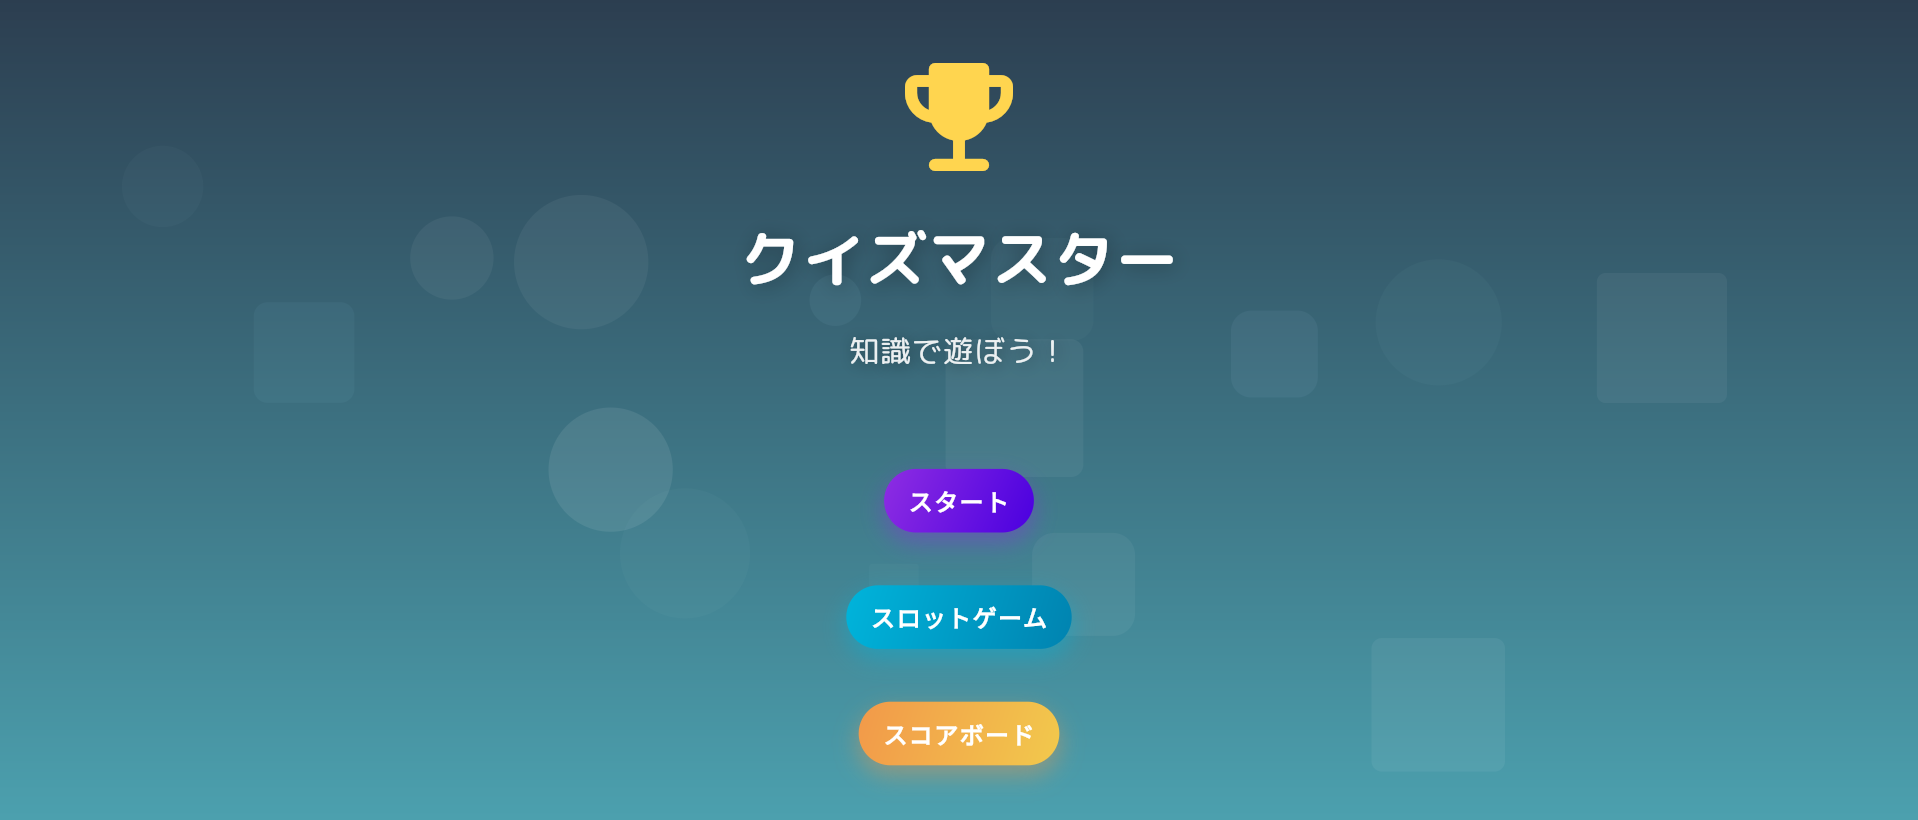 クイズマスター
知識で遊ぼう！
スタート
スロットゲーム
スコアボード